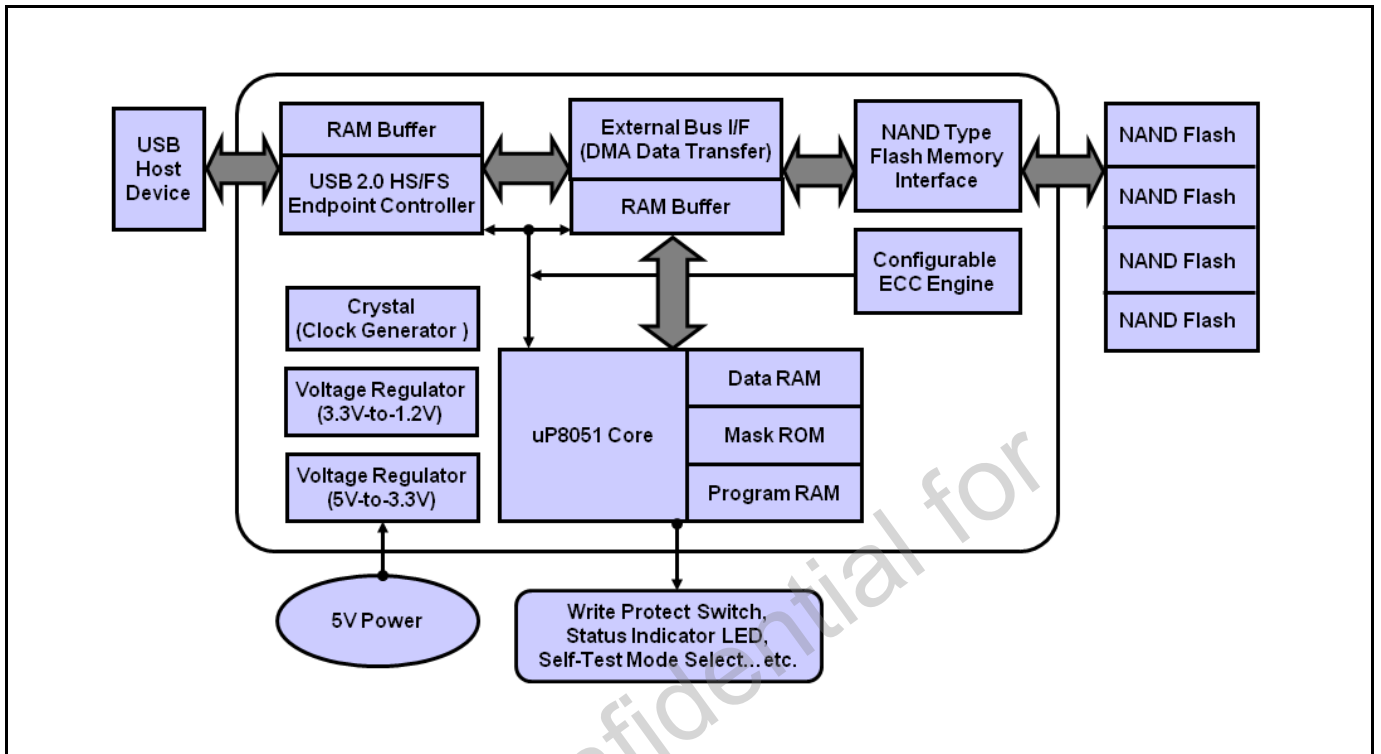 USB
Host
Device
RAM Buffer
USB 2.0 HS/FS
Endpoint Controller
External Bus I/F
(DMA Data Transfer)
RAM Buffer
NAND Type
Flash Memory
Interface
NAND Flash
NAND Flash
NAND Flash
NAND Flash
Configurable
ECC Engine
Crystal
(Clock Generator )
Voltage Regulator
(3.3V-to-1.2V)
Voltage Regulator
(5V-to-3.3V)
uP8051 Core
Data RAM
Mask ROM
Program RAM
5V Power
Write Protect Switch,
Status Indicator LED,
Self-Test Mode Select... etc.
nfidential for